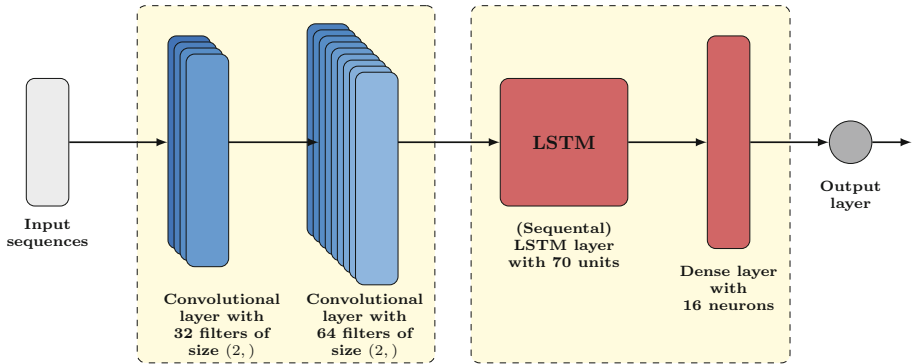 Input
sequences
Convolutional
layer with
32 filters of
size (2, )
Convolutional
layer with
64 filters of
size (2, )
LSTM
(Sequental)
LSTM layer
with 70 units
Dense layer
with
16 neurons
Output
layer